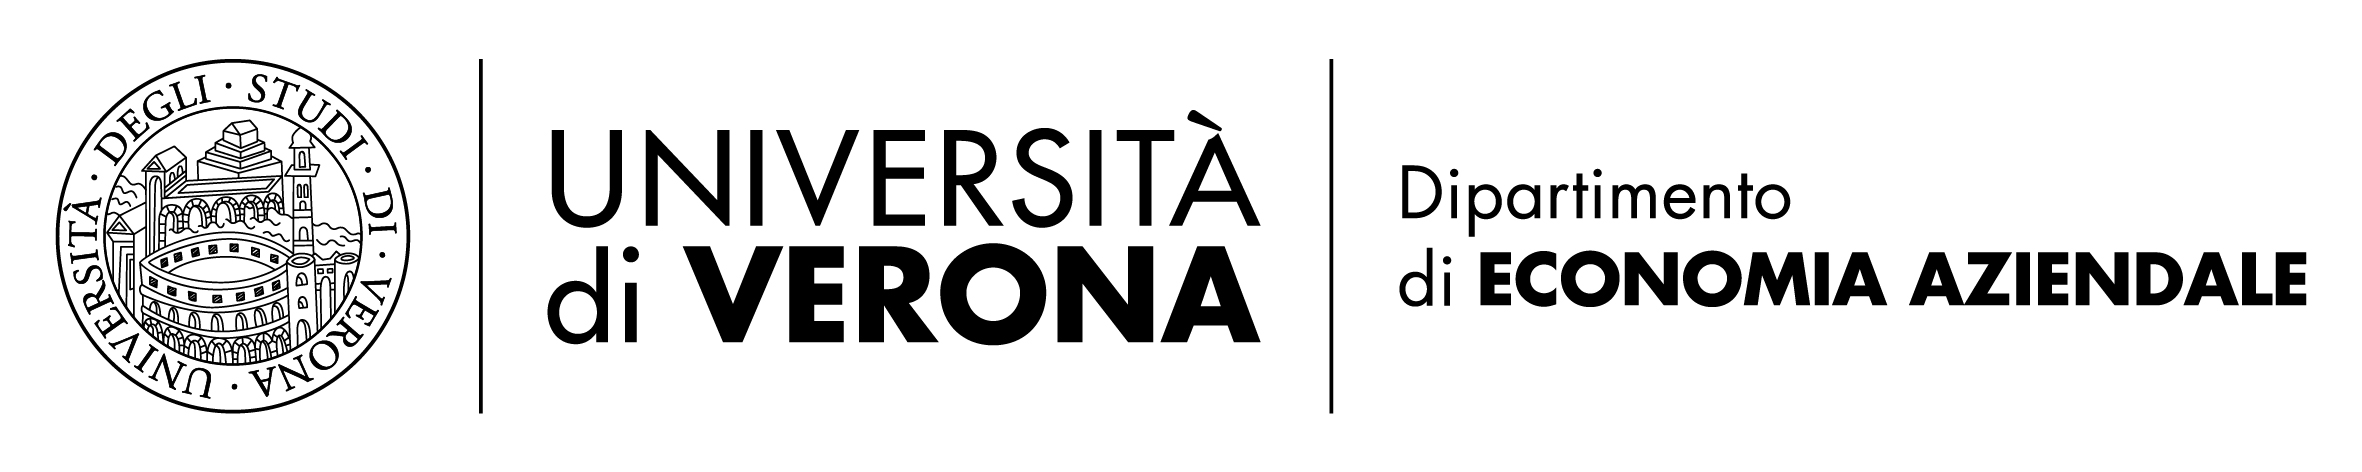 UNIVERSITÀ · DEGLI · STUDI · DI · VERONA ·
UNIVERSITÀ
di VERONA
Dipartimento
di ECONOMIA AZIENDALE